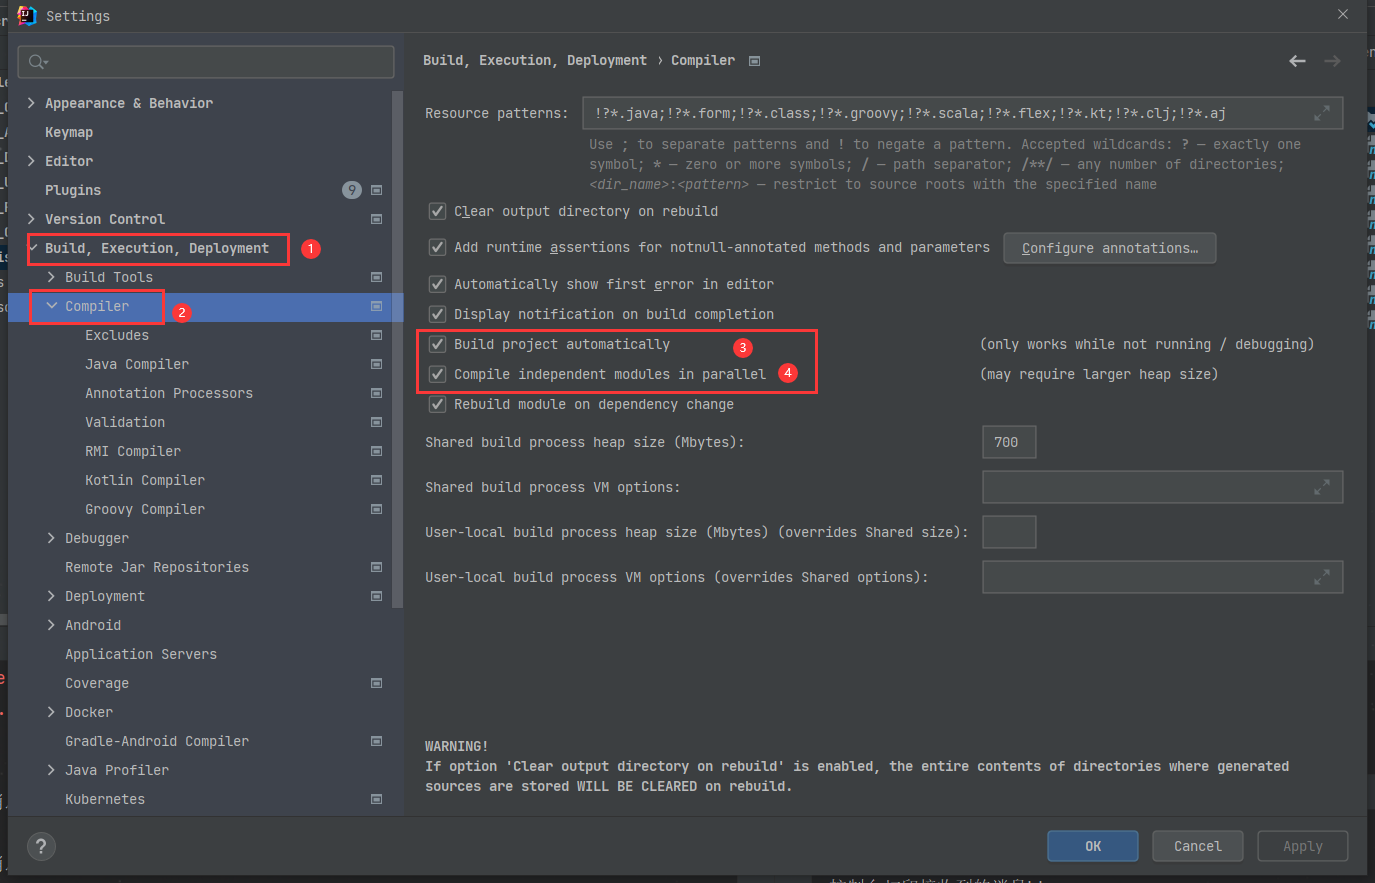 Settings
Appearance & Behavior
Keymap
Editor
Plugins 9
Version Control
Build, Execution, Deployment 1
Build Tools
Compiler 2
Excludes
Java Compiler
Annotation Processors
Validation
RMI Compiler
Kotlin Compiler
Groovy Compiler
Debugger
Remote Jar Repositories
Deployment
Android
Application Servers
Coverage
Docker
Gradle-Android Compiler
Java Profiler
Kubernetes
Build, Execution, Deployment › Compiler
Resource patterns: !?*.java;!?*.form;!?*.class;!?*.groovy;!?*.scala;!?*.flex;!?*.kt;!?*.clj;!?*.aj
Use ; to separate patterns and ! to negate a pattern. Accepted wildcards: ? — exactly one
symbol; * — zero or more symbols; / — path separator; /**/ — any number of directories;
<dir_name>:<pattern> — restrict to source roots with the specified name
Clear output directory on rebuild
Add runtime assertions for notnull-annotated methods and parameters Configure annotations…
Automatically show first error in editor
Display notification on build completion
Build project automatically 3 (only works while not running / debugging)
Compile independent modules in parallel 4 (may require larger heap size)
Rebuild module on dependency change
Shared build process heap size (Mbytes): 700
Shared build process VM options:
User-local build process heap size (Mbytes) (overrides Shared size):
User-local build process VM options (overrides Shared options):
WARNING!
If option 'Clear output directory on rebuild' is enabled, the entire contents of directories where generated
sources are stored WILL BE CLEARED on rebuild.
? OK Cancel Apply